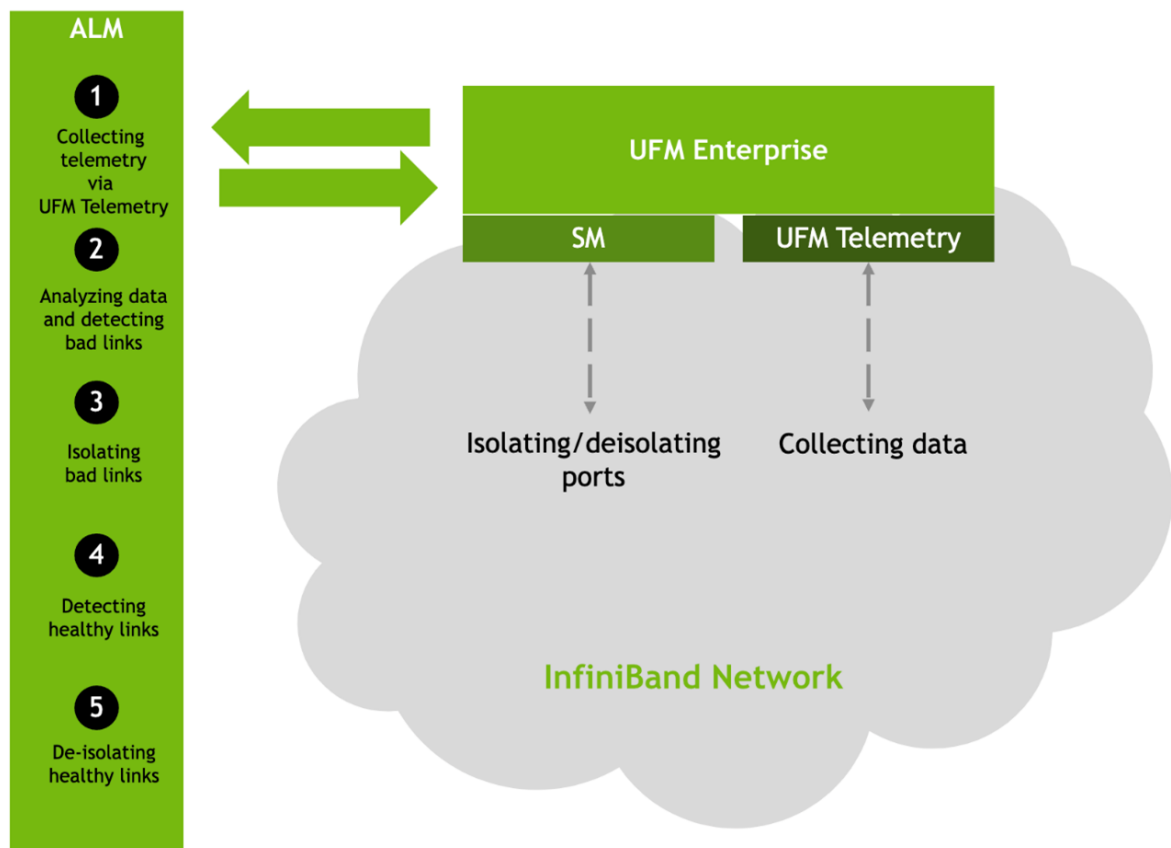 ALM
1
Collecting
telemetry
via
UFM Telemetry
2
Analyzing data
and detecting
bad links
3
Isolating
bad links
4
Detecting
healthy links
5
De-isolating
healthy links
UFM Enterprise
SM
UFM Telemetry
Isolating/deisolating
ports
Collecting data
InfiniBand Network